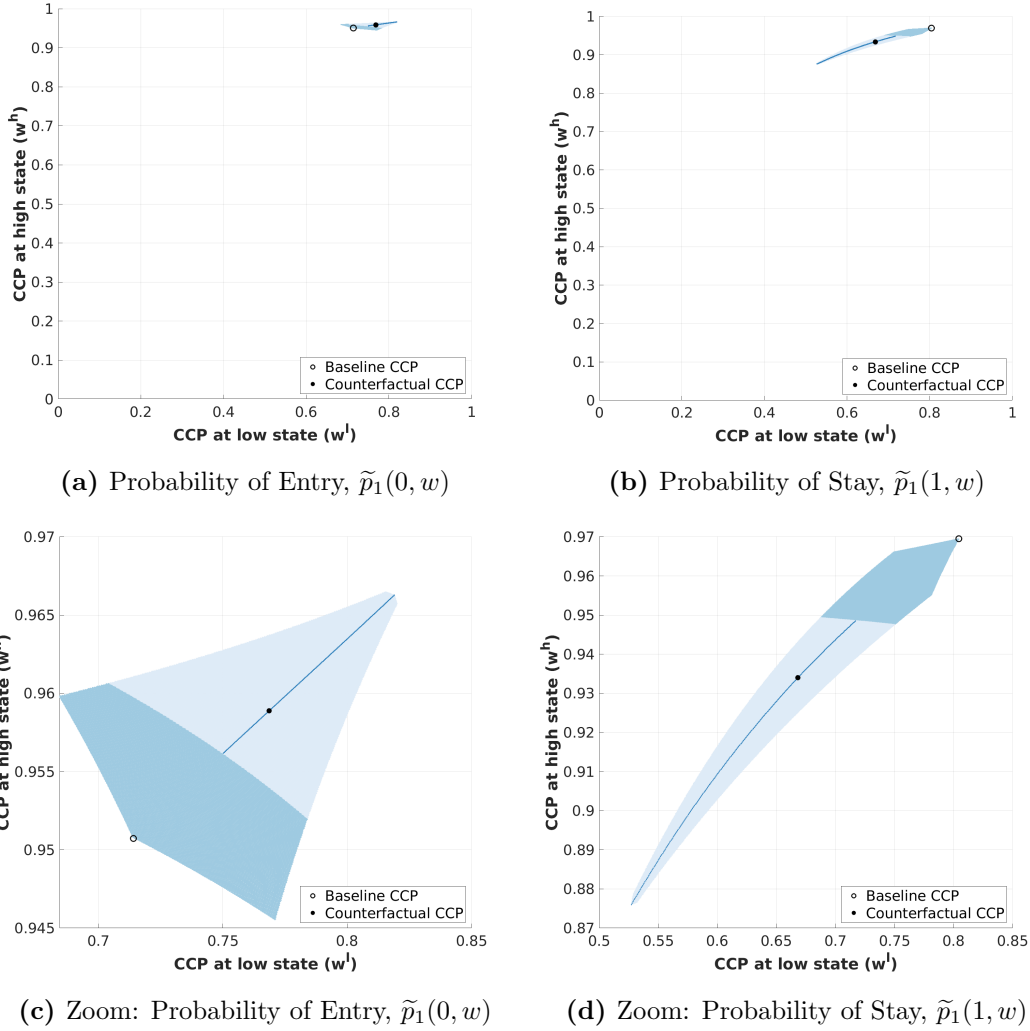 1
0.9
0.8
0.7
0.6
0.5
0.4
0.3
0.2
0.1
0
CCP at high state (w^h)
0 0.2 0.4 0.6 0.8 1
CCP at low state (w^l)
Baseline CCP
Counterfactual CCP
(a) Probability of Entry, p̃₁(0, w)
1
0.9
0.8
0.7
0.6
0.5
0.4
0.3
0.2
0.1
0
CCP at high state (w^h)
0 0.2 0.4 0.6 0.8 1
CCP at low state (w^l)
Baseline CCP
Counterfactual CCP
(b) Probability of Stay, p̃₁(1, w)
0.97
0.965
0.96
0.955
0.95
0.945
CCP at high state (w
0.7 0.75 0.8 0.85
CCP at low state (w^l)
Baseline CCP
Counterfactual CCP
(c) Zoom: Probability of Entry, p̃₁(0, w)
0.97
0.96
0.95
0.94
0.93
0.92
0.91
0.9
0.89
0.88
0.87
CCP at high state (w^h)
0.5 0.55 0.6 0.65 0.7 0.75 0.8 0.85
CCP at low state (w^l)
Baseline CCP
Counterfactual CCP
(d) Zoom: Probability of Stay, p̃₁(1, w)